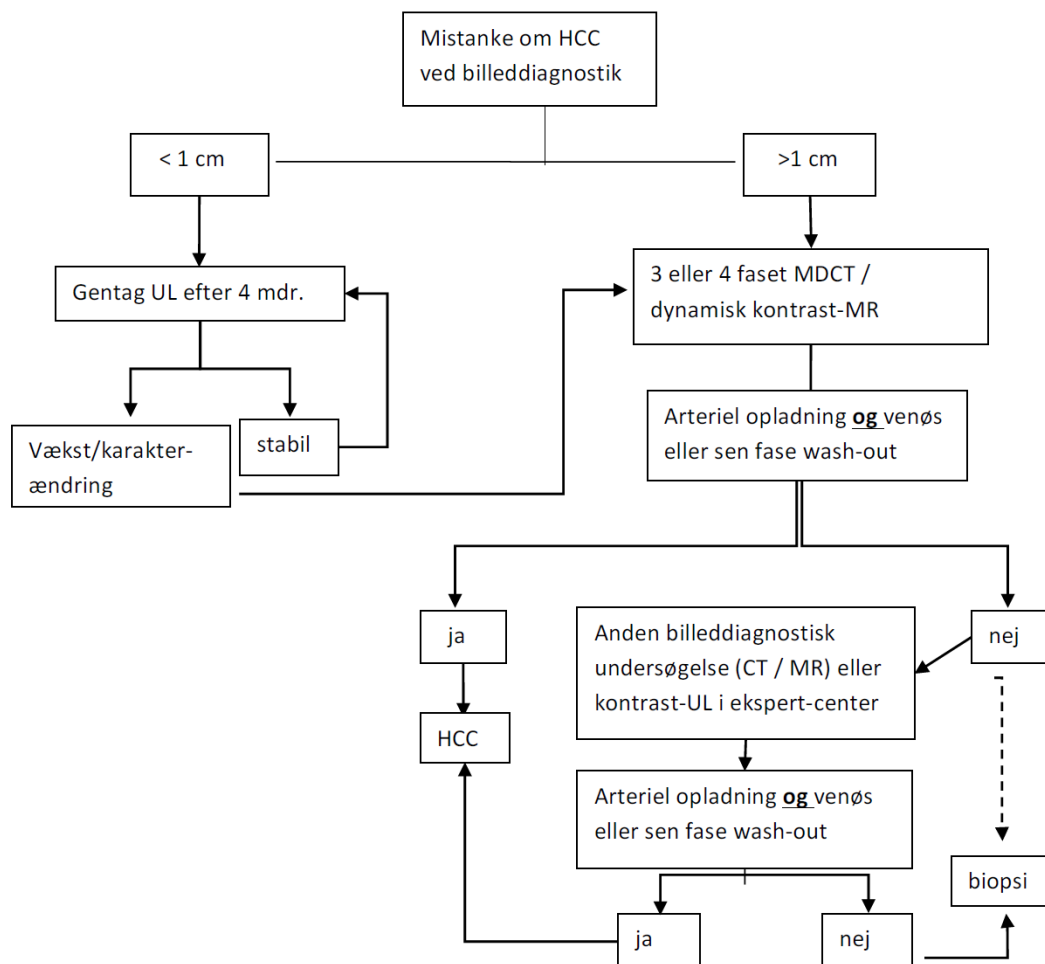 Mistanke om HCC
ved billeddiagnostik
< 1 cm
>1 cm
Gentag UL efter 4 mdr.
3 eller 4 faset MDCT /
dynamisk kontrast-MR
Vækst/karakter-
ændring
stabil
Arteriel opladning og venøs
eller sen fase wash-out
ja
Anden billeddiagnostisk
undersøgelse (CT / MR) eller
kontrast-UL i ekspert-center
nej
HCC
Arteriel opladning og venøs
eller sen fase wash-out
biopsi
ja
nej